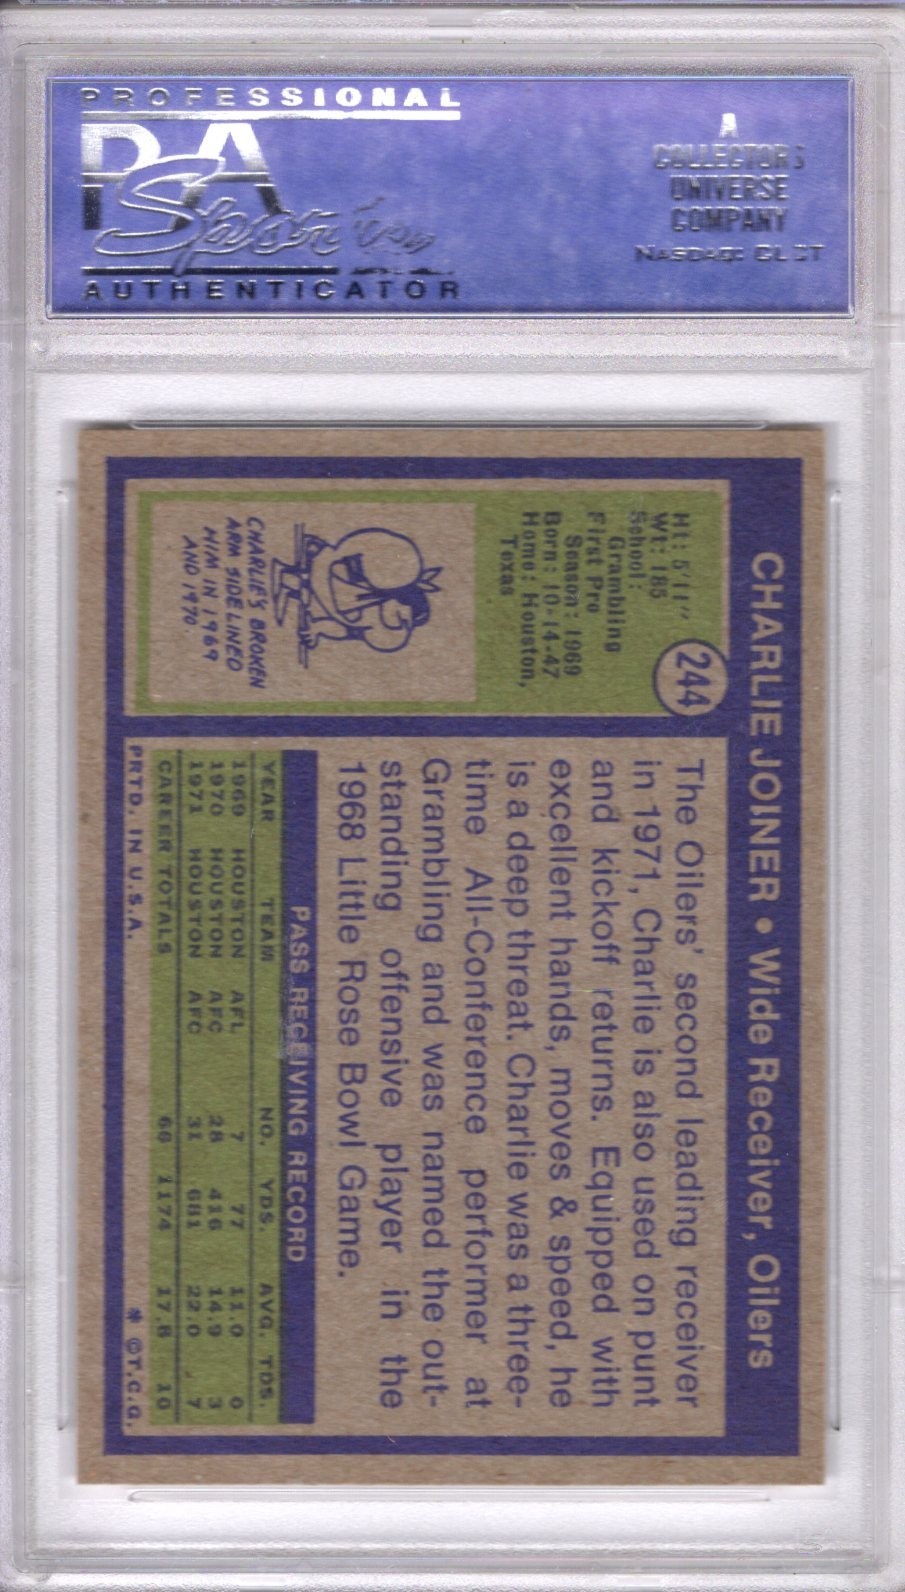 PROFESSIONAL
PSA
Sports
AUTHENTICATOR
A
COLLECTORS
UNIVERSE
COMPANY
NASDAQ: CLCT
CHARLIE JOINER • Wide Receiver, Oilers
244
Ht: 5'11"
Wt: 185
School:
Grambling
First Pro
Season: 1969
Born: 10-14-47
Home: Houston,
Texas
CHARLIE'S BROKEN
ARM SIDELINED
HIM IN 1969
AND 1970.
The Oilers' second leading receiver
in 1971, Charlie is also used on punt
and kickoff returns. Equipped with
excellent hands, moves & speed, he
is a deep threat. Charlie was a three-
time All-Conference performer at
Grambling and was named the out-
standing offensive player in the
1968 Little Rose Bowl Game.
PASS RECEIVING RECORD
YEAR TEAM NO. YDS. AVG. TDS.
1969 HOUSTON AFL 7 77 11.0 0
1970 HOUSTON AFC 28 416 14.9 3
1971 HOUSTON AFC 31 681 22.0 7
CAREER TOTALS 66 1174 17.8 10
PRTD. IN U.S.A. * ©T.C.G.